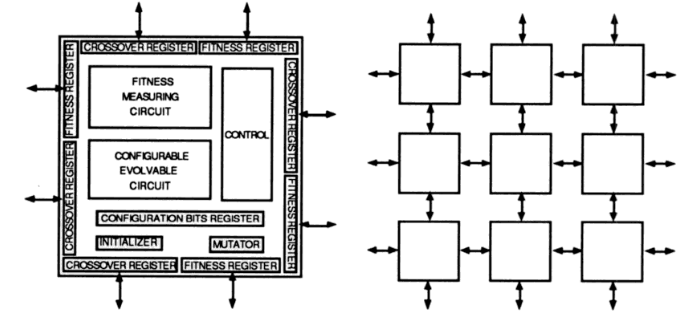 CROSSOVER REGISTER
FITNESS REGISTER
FITNESS REGISTER
CROSSOVER REGISTER
FITNESS
MEASURING
CIRCUIT
CONTROL
CROSSOVER REGISTER
FITNESS REGISTER
CONFIGURABLE
EVOLVABLE
CIRCUIT
CONFIGURATION BITS REGISTER
INITIALIZER
MUTATOR
CROSSOVER REGISTER
FITNESS REGISTER